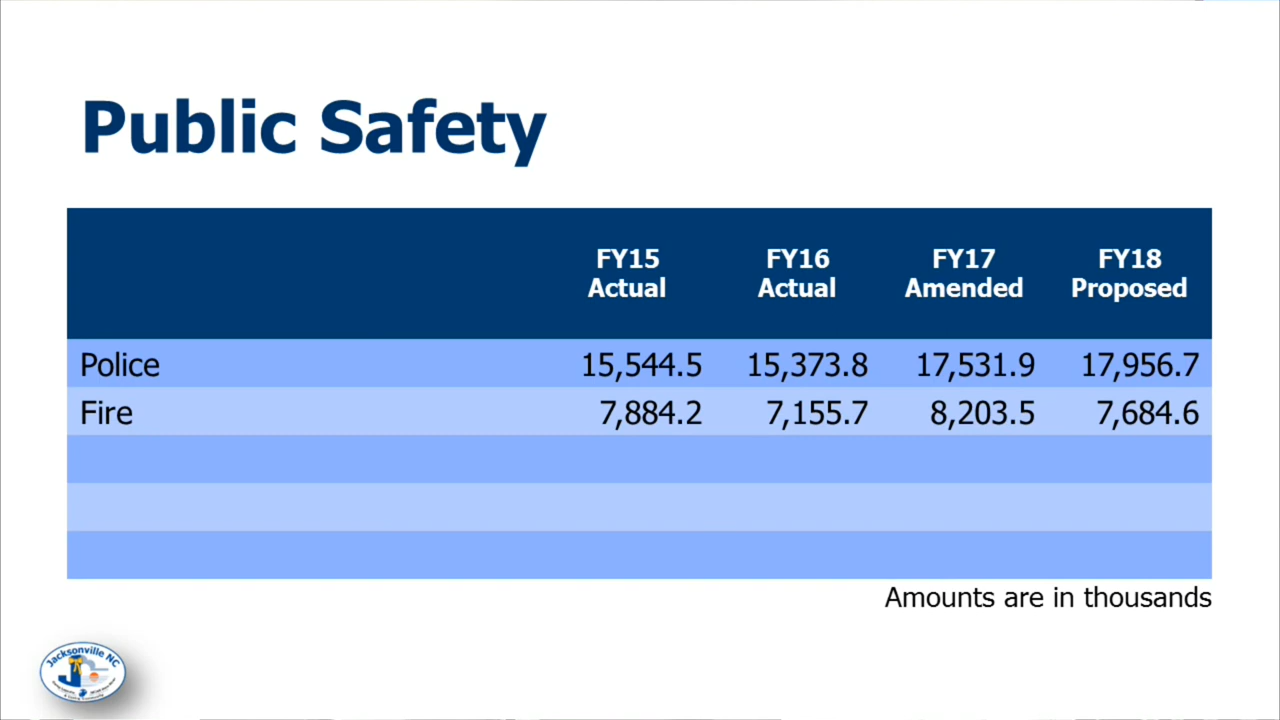 Public Safety
FY15 FY16 FY17 FY18
Actual Actual Amended Proposed
Police 15,544.5 15,373.8 17,531.9 17,956.7
Fire 7,884.2 7,155.7 8,203.5 7,684.6
Amounts are in thousands
Jacksonville NC